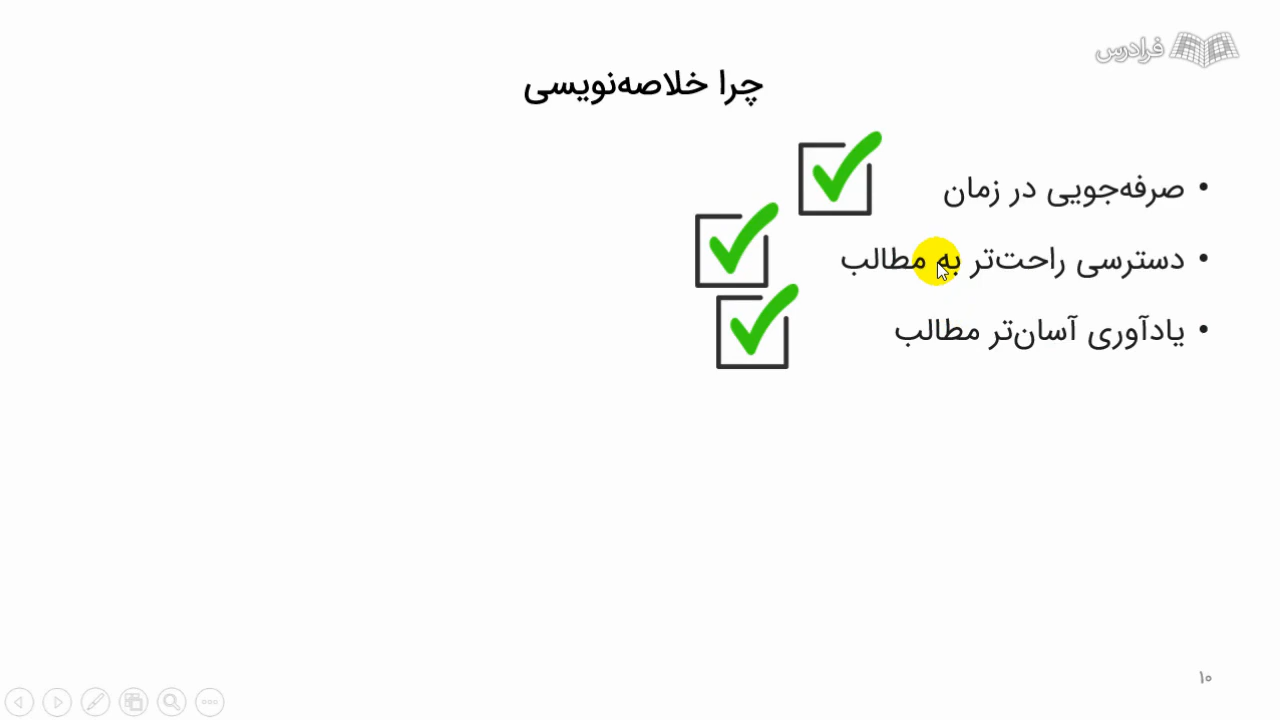 فرادرس
چرا خلاصه‌نویسی
• صرفه‌جویی در زمان
• دسترسی راحت‌تر به مطالب
• یادآوری آسان‌تر مطالب
۱۰